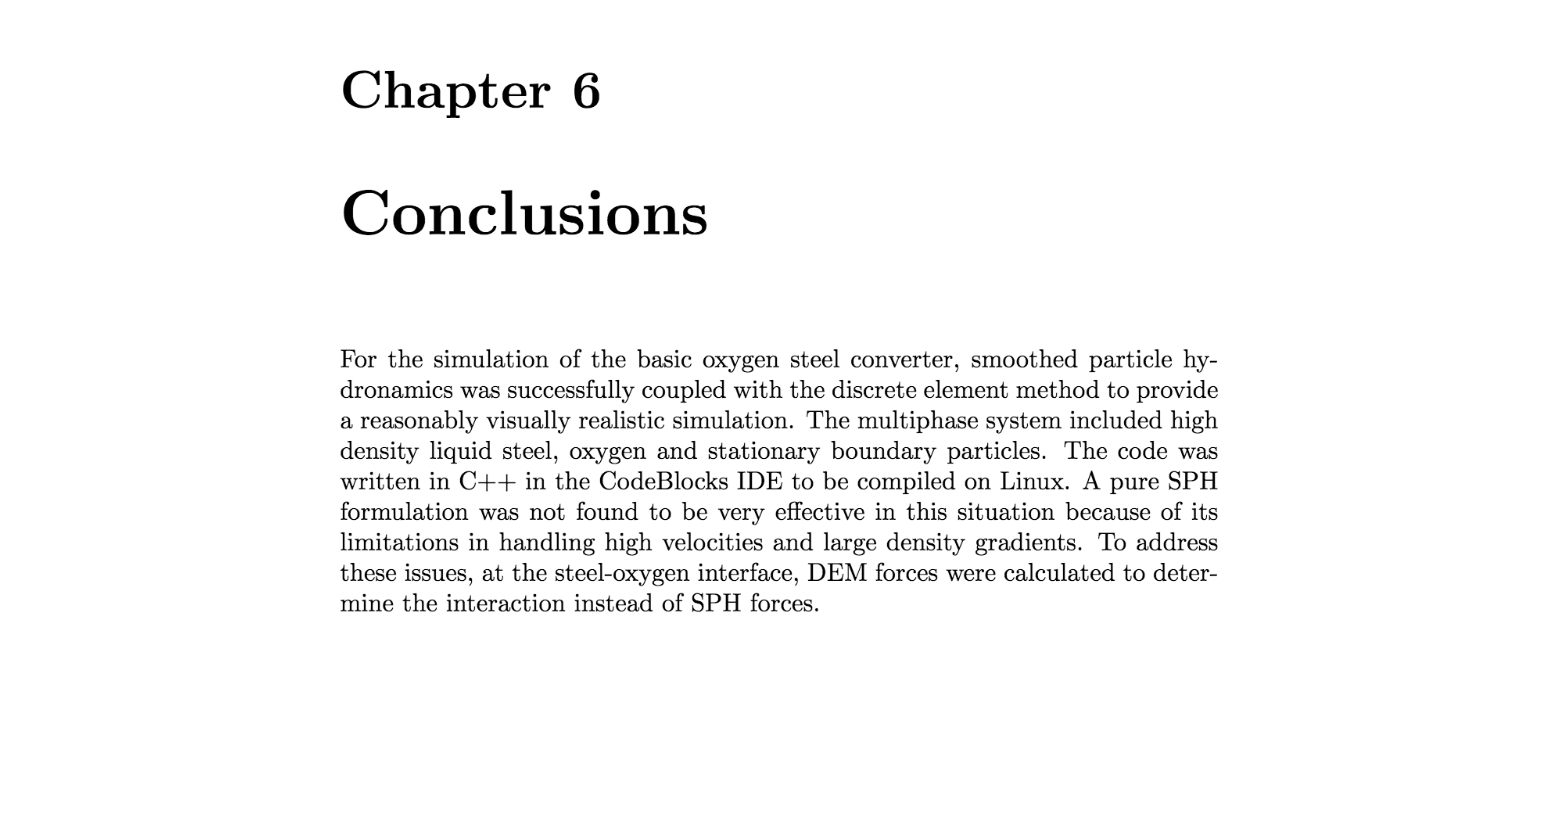 Chapter 6
Conclusions
For the simulation of the basic oxygen steel converter, smoothed particle hy-
dronamics was successfully coupled with the discrete element method to provide
a reasonably visually realistic simulation. The multiphase system included high
density liquid steel, oxygen and stationary boundary particles. The code was
written in C++ in the CodeBlocks IDE to be compiled on Linux. A pure SPH
formulation was not found to be very effective in this situation because of its
limitations in handling high velocities and large density gradients. To address
these issues, at the steel-oxygen interface, DEM forces were calculated to deter-
mine the interaction instead of SPH forces.